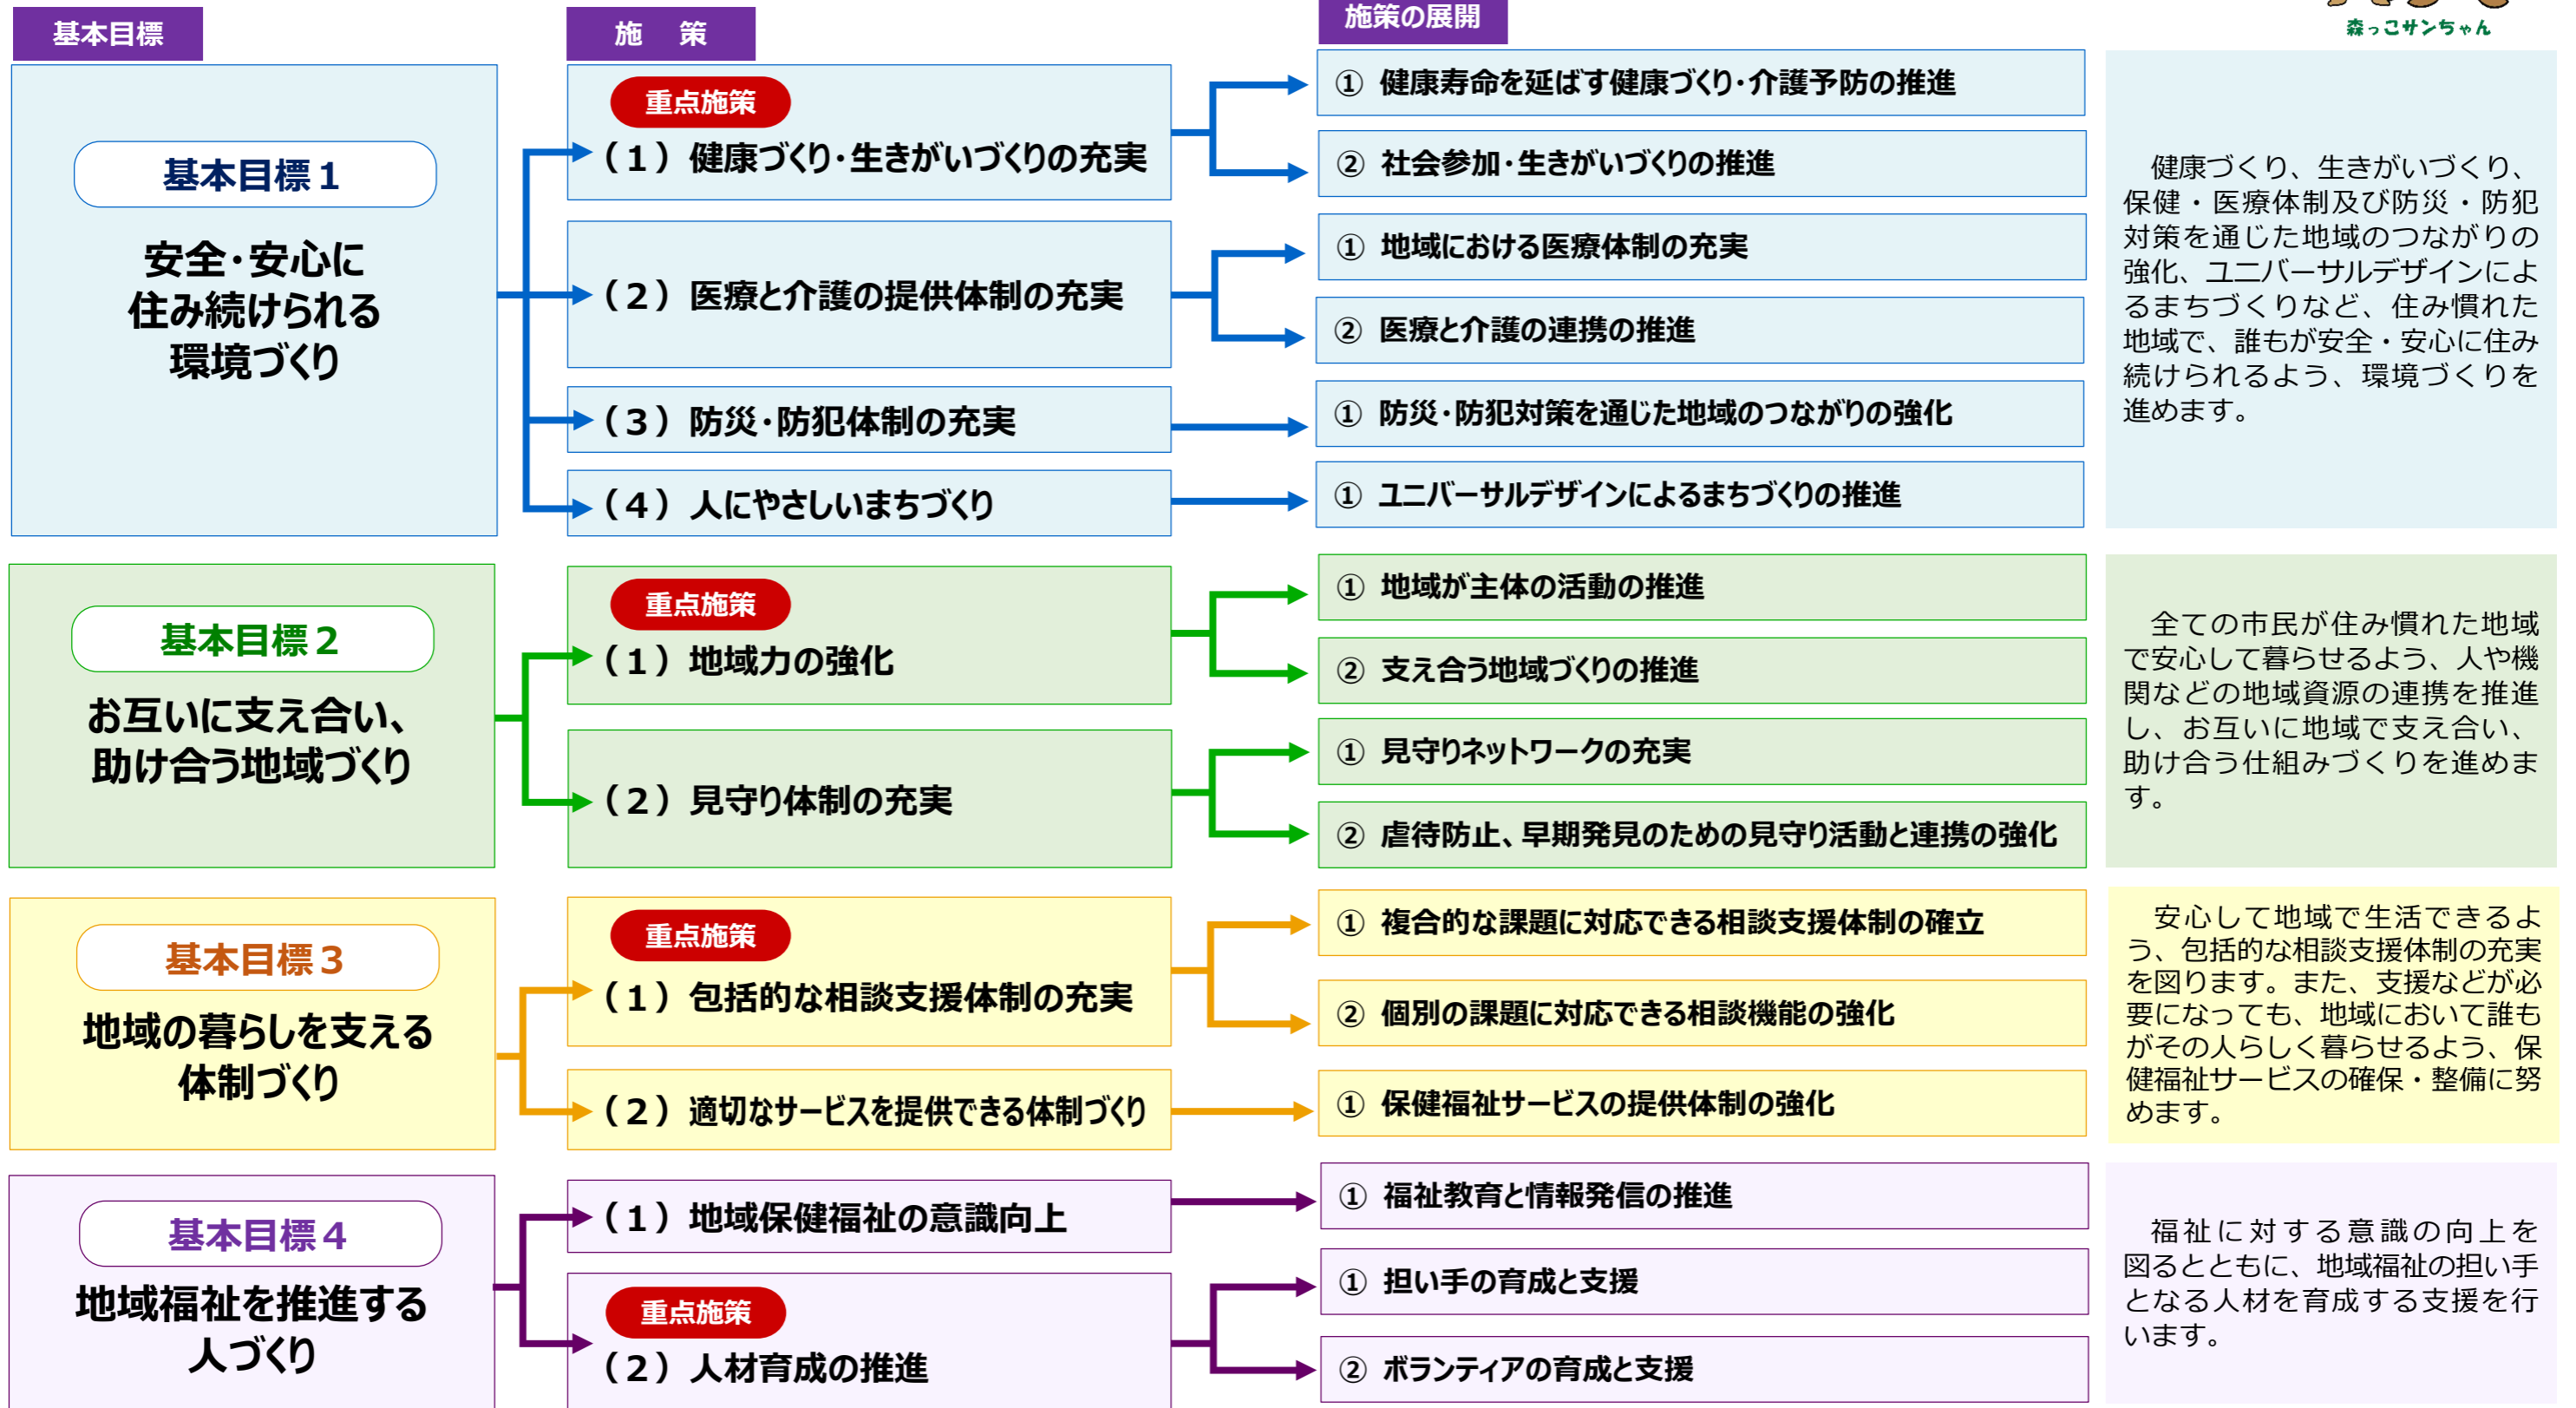 基本目標
施　策
施策の展開
森っこサンちゃん
基本目標１
安全・安心に
住み続けられる
環境づくり
重点施策
（１）健康づくり・生きがいづくりの充実
① 健康寿命を延ばす健康づくり・介護予防の推進
② 社会参加・生きがいづくりの推進
（２）医療と介護の提供体制の充実
① 地域における医療体制の充実
② 医療と介護の連携の推進
（３）防災・防犯体制の充実
① 防災・防犯対策を通じた地域のつながりの強化
（４）人にやさしいまちづくり
① ユニバーサルデザインによるまちづくりの推進
健康づくり、生きがいづくり、
保健・医療体制及び防災・防犯
対策を通じた地域のつながりの
強化、ユニバーサルデザインによ
るまちづくりなど、住み慣れた
地域で、誰もが安全・安心に住み
続けられるよう、環境づくりを
進めます。
基本目標２
お互いに支え合い、
助け合う地域づくり
重点施策
（１）地域力の強化
① 地域が主体の活動の推進
② 支え合う地域づくりの推進
（２）見守り体制の充実
① 見守りネットワークの充実
② 虐待防止、早期発見のための見守り活動と連携の強化
全ての市民が住み慣れた地域
で安心して暮らせるよう、人や機
関などの地域資源の連携を推進
し、お互いに地域で支え合い、
助け合う仕組みづくりを進めま
す。
基本目標３
地域の暮らしを支える
体制づくり
重点施策
（１）包括的な相談支援体制の充実
① 複合的な課題に対応できる相談支援体制の確立
② 個別の課題に対応できる相談機能の強化
（２）適切なサービスを提供できる体制づくり
① 保健福祉サービスの提供体制の強化
安心して地域で生活できるよ
う、包括的な相談支援体制の充実
を図ります。また、支援などが必
要になっても、地域において誰も
がその人らしく暮らせるよう、保
健福祉サービスの確保・整備に努
めます。
基本目標４
地域福祉を推進する
人づくり
（１）地域保健福祉の意識向上
① 福祉教育と情報発信の推進
重点施策
（２）人材育成の推進
① 担い手の育成と支援
② ボランティアの育成と支援
福祉に対する意識の向上を
図るとともに、地域福祉の担い手
となる人材を育成する支援を行
います。